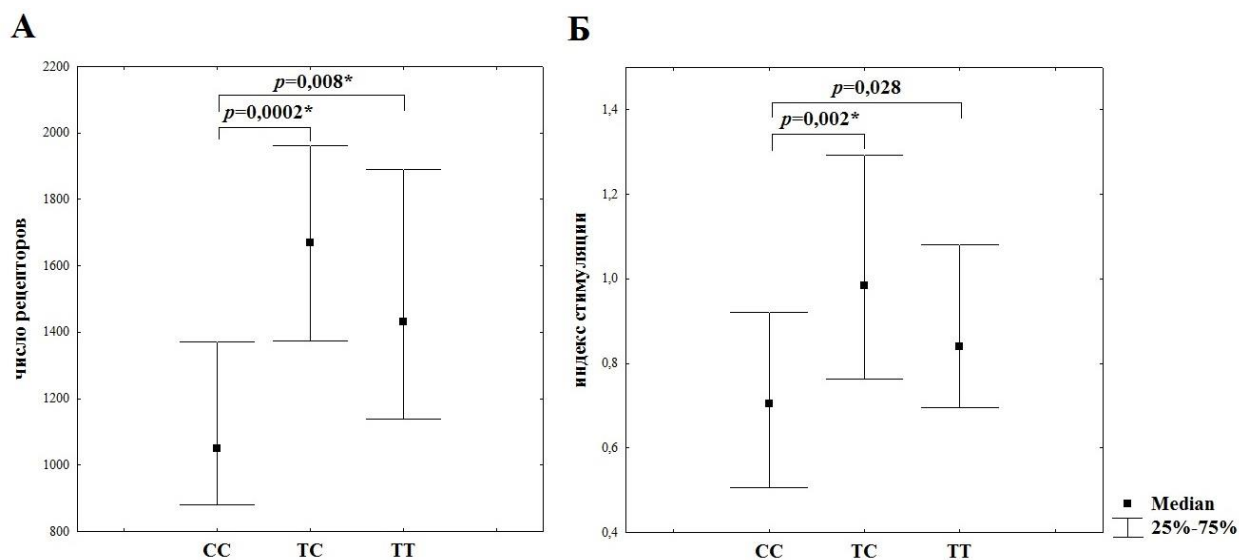 А
Б
2200
2000
1800
1600
1400
1200
1000
800
число рецепторов
p=0,008*
p=0,0002*
CC
TC
TT
1,4
1,2
1,0
0,8
0,6
0,4
индекс стимуляции
p=0,028
p=0,002*
CC
TC
TT
Median
25%-75%